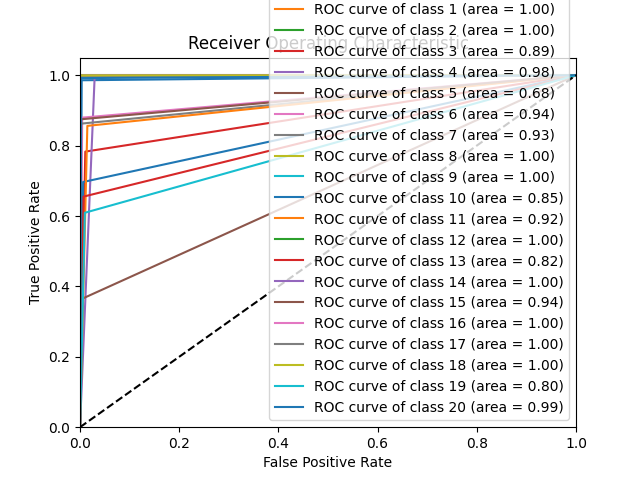 ROC curve of class 1 (area = 1.00)
ROC curve of class 2 (area = 1.00)
Receiver Operating Characteristic
ROC curve of class 3 (area = 0.89)
ROC curve of class 4 (area = 0.98)
ROC curve of class 5 (area = 0.68)
ROC curve of class 6 (area = 0.94)
ROC curve of class 7 (area = 0.93)
ROC curve of class 8 (area = 1.00)
ROC curve of class 9 (area = 1.00)
ROC curve of class 10 (area = 0.85)
ROC curve of class 11 (area = 0.92)
ROC curve of class 12 (area = 1.00)
ROC curve of class 13 (area = 0.82)
ROC curve of class 14 (area = 1.00)
ROC curve of class 15 (area = 0.94)
ROC curve of class 16 (area = 1.00)
ROC curve of class 17 (area = 1.00)
ROC curve of class 18 (area = 1.00)
ROC curve of class 19 (area = 0.80)
ROC curve of class 20 (area = 0.99)
True Positive Rate
1.0
0.8
0.6
0.4
0.2
0.0
0.0 0.2 0.4 0.6 0.8 1.0
False Positive Rate